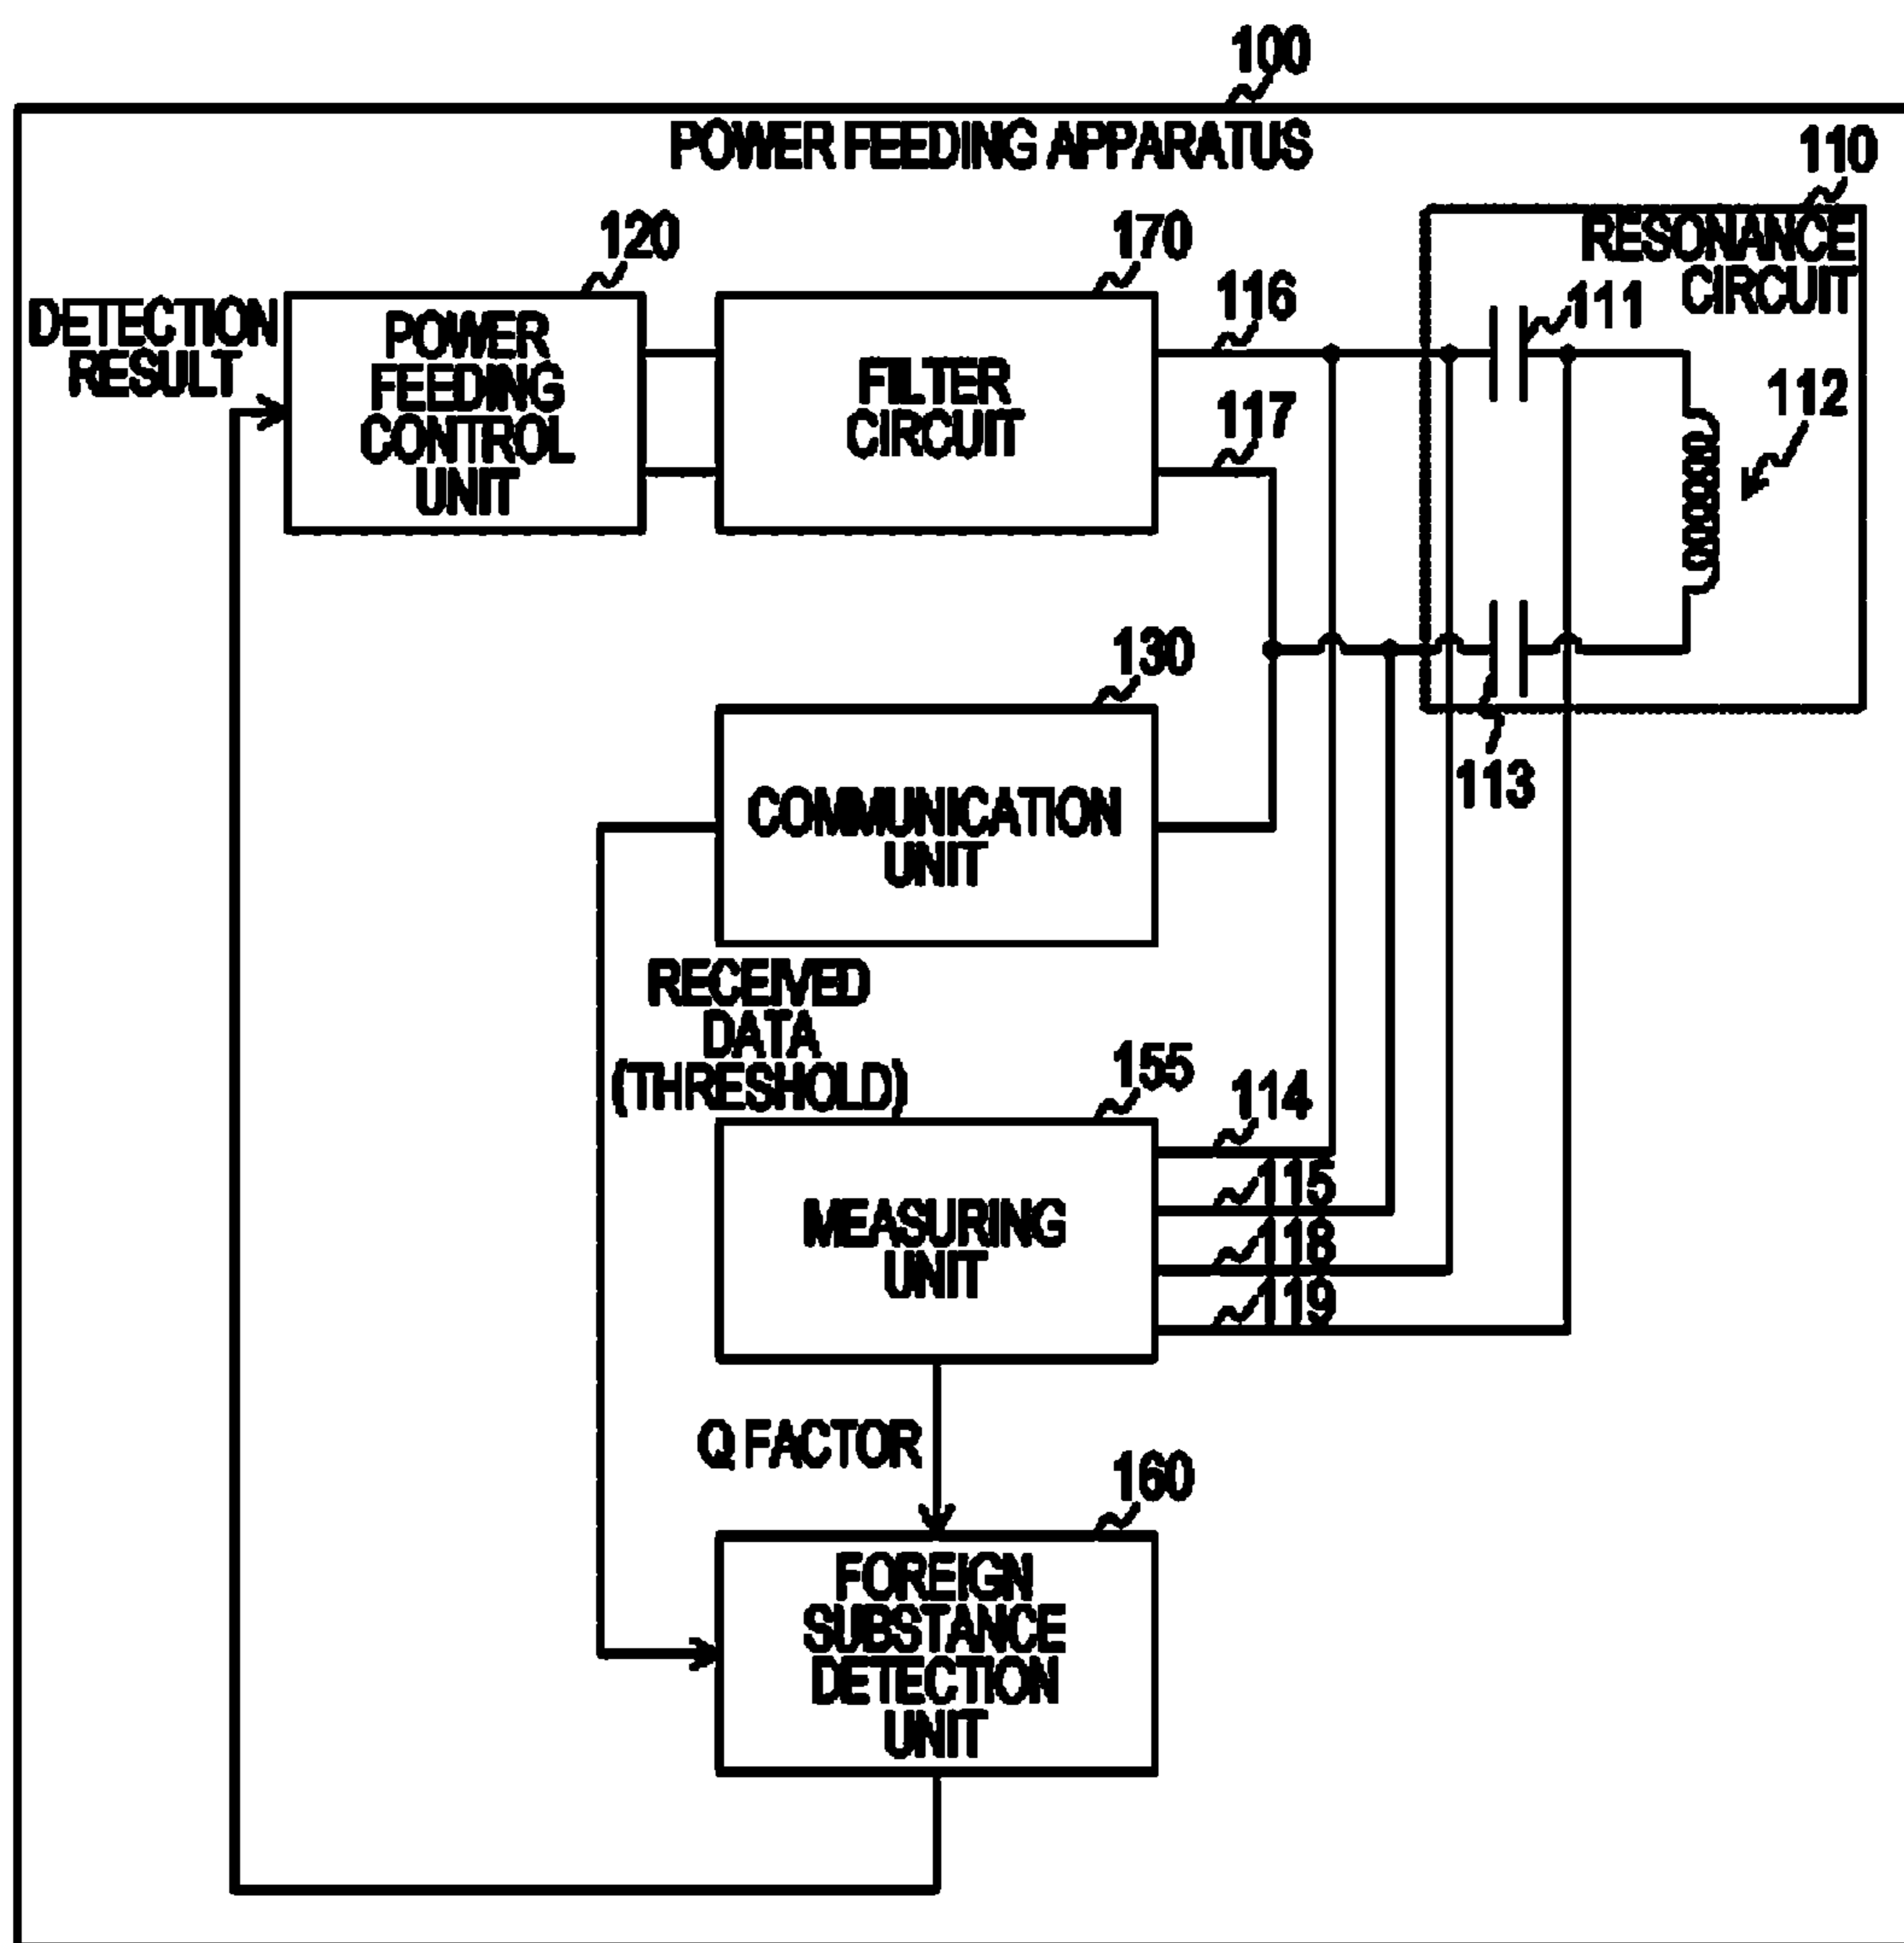 100
POWER FEEDING APPARATUS
110
RESONANCE
CIRCUIT
120
170
116
111
DETECTION
RESULT
POWER
FEEDING
CONTROL
UNIT
FILTER
CIRCUIT
117
112
130
113
COMMUNICATION
UNIT
RECEIVED
DATA
(THRESHOLD)
155
114
115
118
119
MEASURING
UNIT
Q FACTOR
160
FOREIGN
SUBSTANCE
DETECTION
UNIT